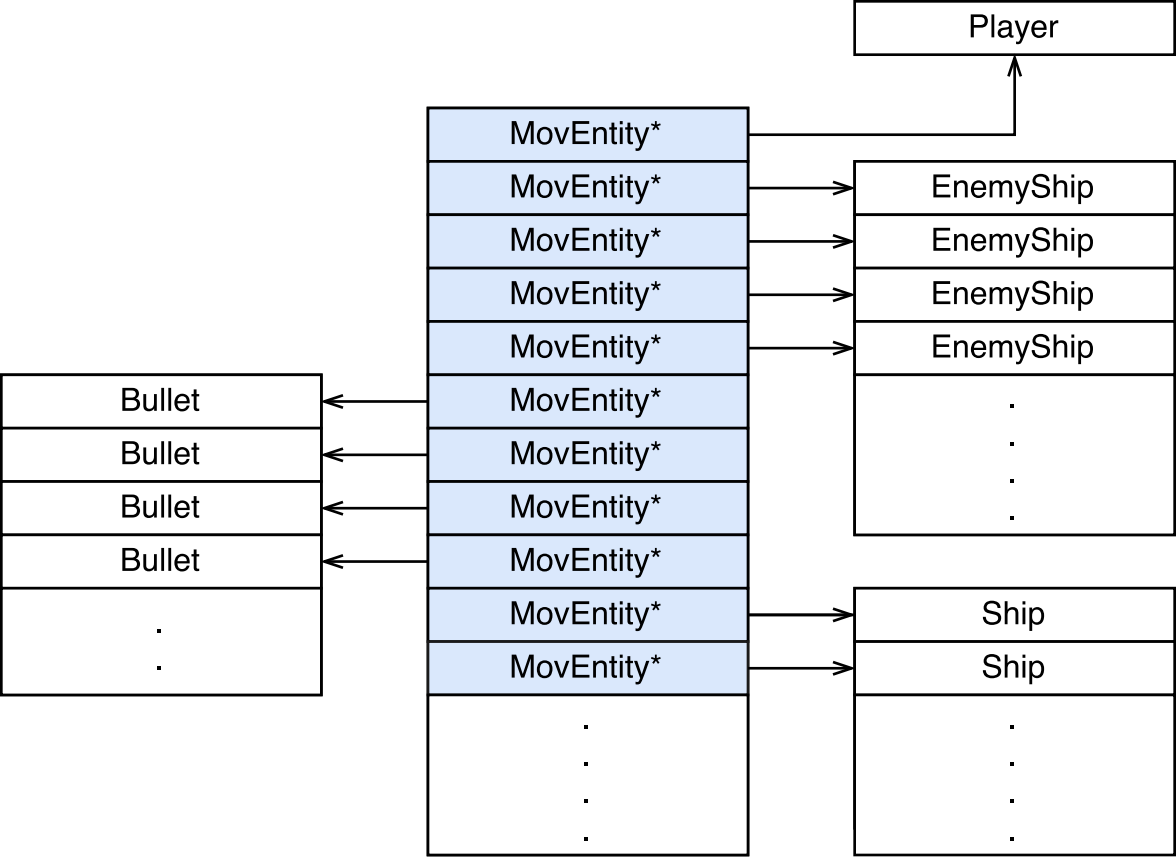 Player
MovEntity*
MovEntity* EnemyShip
MovEntity* EnemyShip
MovEntity* EnemyShip
MovEntity* EnemyShip
Bullet MovEntity* .
Bullet MovEntity* .
Bullet MovEntity* .
Bullet MovEntity* .
. MovEntity* Ship
. MovEntity* Ship
. .
. .
. .
. .